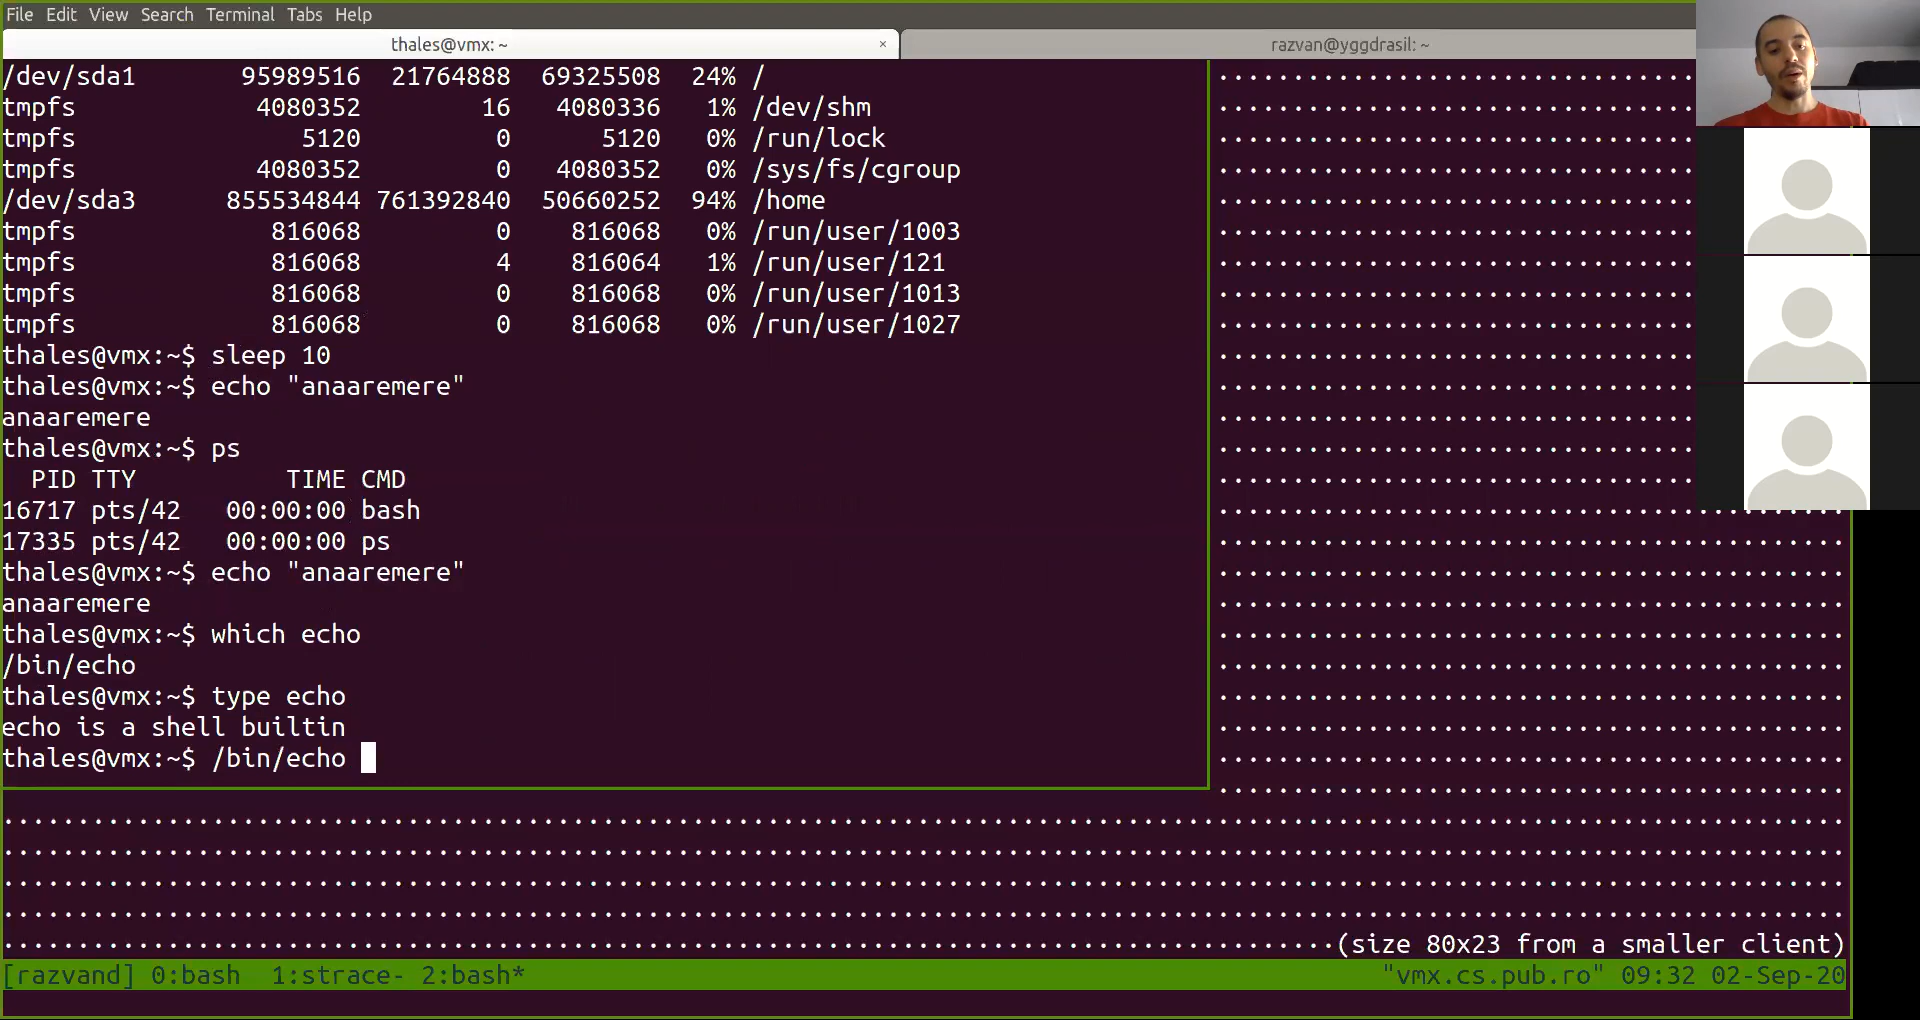 File Edit View Search Terminal Tabs Help
thales@vmx: ~ × razvan@yggdrasil: ~
/dev/sda1 95989516 21764888 69325508 24% /
tmpfs 4080352 16 4080336 1% /dev/shm
tmpfs 5120 0 5120 0% /run/lock
tmpfs 4080352 0 4080352 0% /sys/fs/cgroup
/dev/sda3 855534844 761392840 50660252 94% /home
tmpfs 816068 0 816068 0% /run/user/1003
tmpfs 816068 4 816064 1% /run/user/121
tmpfs 816068 0 816068 0% /run/user/1013
tmpfs 816068 0 816068 0% /run/user/1027
thales@vmx:~$ sleep 10
thales@vmx:~$ echo "anaaremere"
anaaremere
thales@vmx:~$ ps
PID TTY TIME CMD
16717 pts/42 00:00:00 bash
17335 pts/42 00:00:00 ps
thales@vmx:~$ echo "anaaremere"
anaaremere
thales@vmx:~$ which echo
/bin/echo
thales@vmx:~$ type echo
echo is a shell builtin
thales@vmx:~$ /bin/echo
(size 80x23 from a smaller client)
[razvand] 0:bash 1:strace- 2:bash* "vmx.cs.pub.ro" 09:32 02-Sep-20